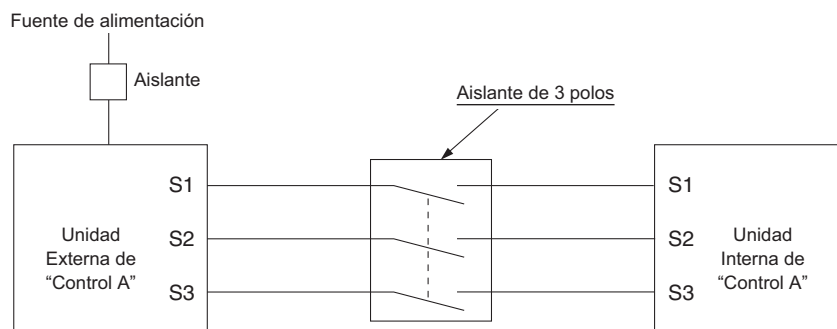 Fuente de alimentación
Aislante
Aislante de 3 polos
S1
S2
S3
Unidad
Externa de
“Control A”
S1
S2
S3
Unidad
Interna de
“Control A”